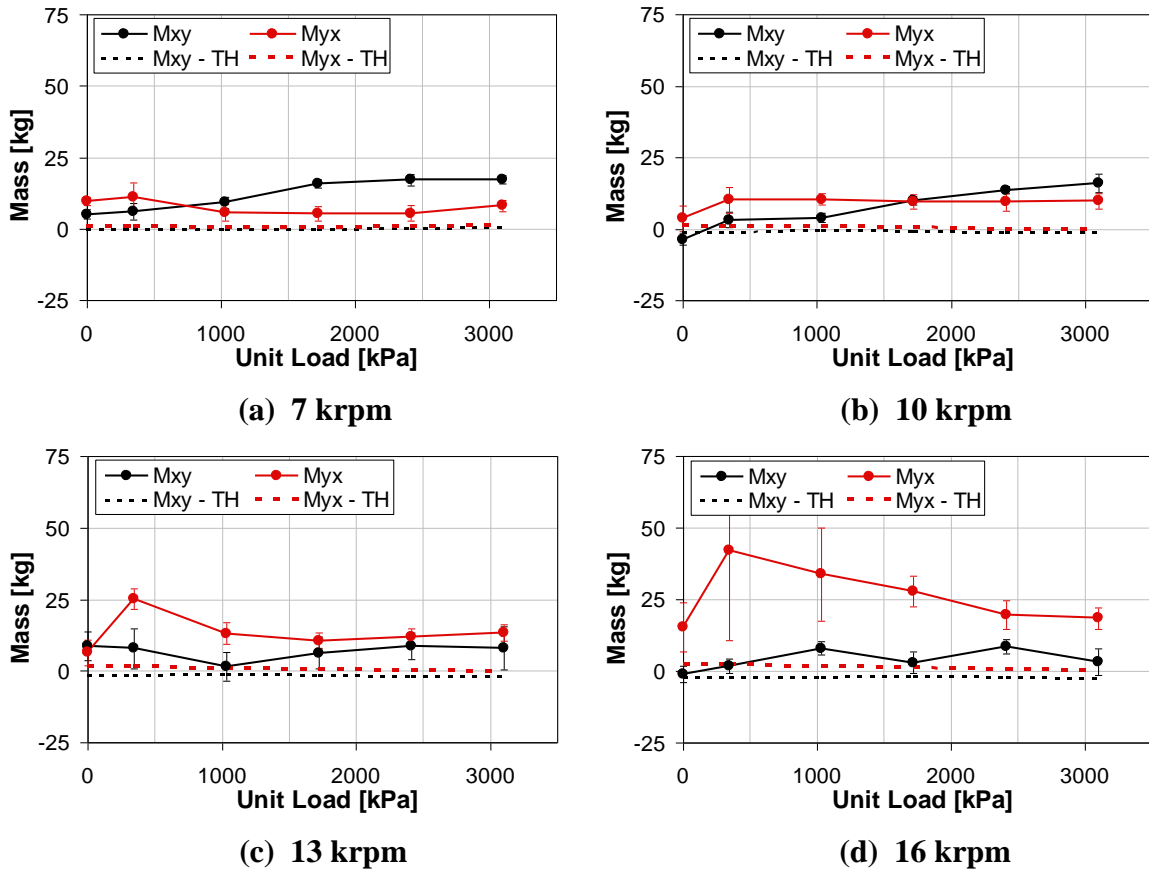 75
50
25
0
-25
Mass [kg]
Mxy Myx
Mxy - TH Myx - TH
0 1000 2000 3000
Unit Load [kPa]
(a) 7 krpm
75
50
25
0
-25
Mass [kg]
Mxy Myx
Mxy - TH Myx - TH
0 1000 2000 3000
Unit Load [kPa]
(b) 10 krpm
75
50
25
0
-25
Mass [kg]
Mxy Myx
Mxy - TH Myx - TH
0 1000 2000 3000
Unit Load [kPa]
(c) 13 krpm
75
50
25
0
-25
Mass [kg]
Mxy Myx
Mxy - TH Myx - TH
0 1000 2000 3000
Unit Load [kPa]
(d) 16 krpm